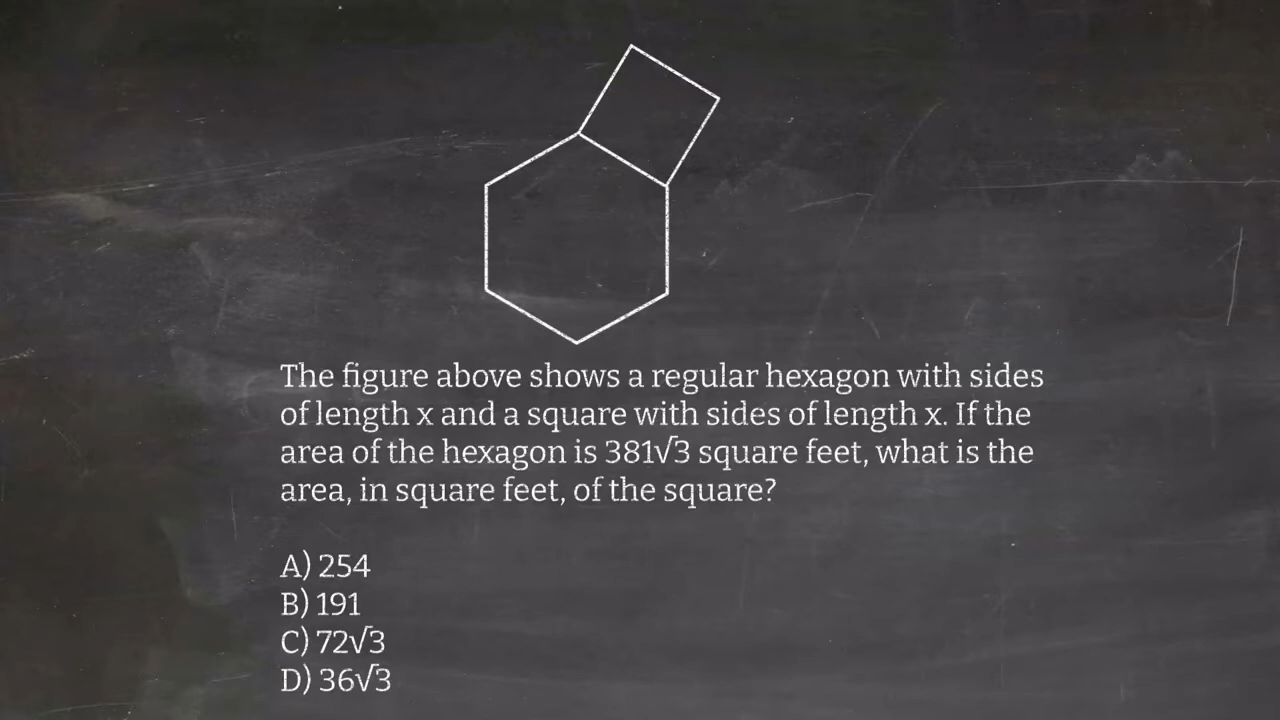 The figure above shows a regular hexagon with sides
of length x and a square with sides of length x. If the
area of the hexagon is 381√3 square feet, what is the
area, in square feet, of the square?
A) 254
B) 191
C) 72√3
D) 36√3